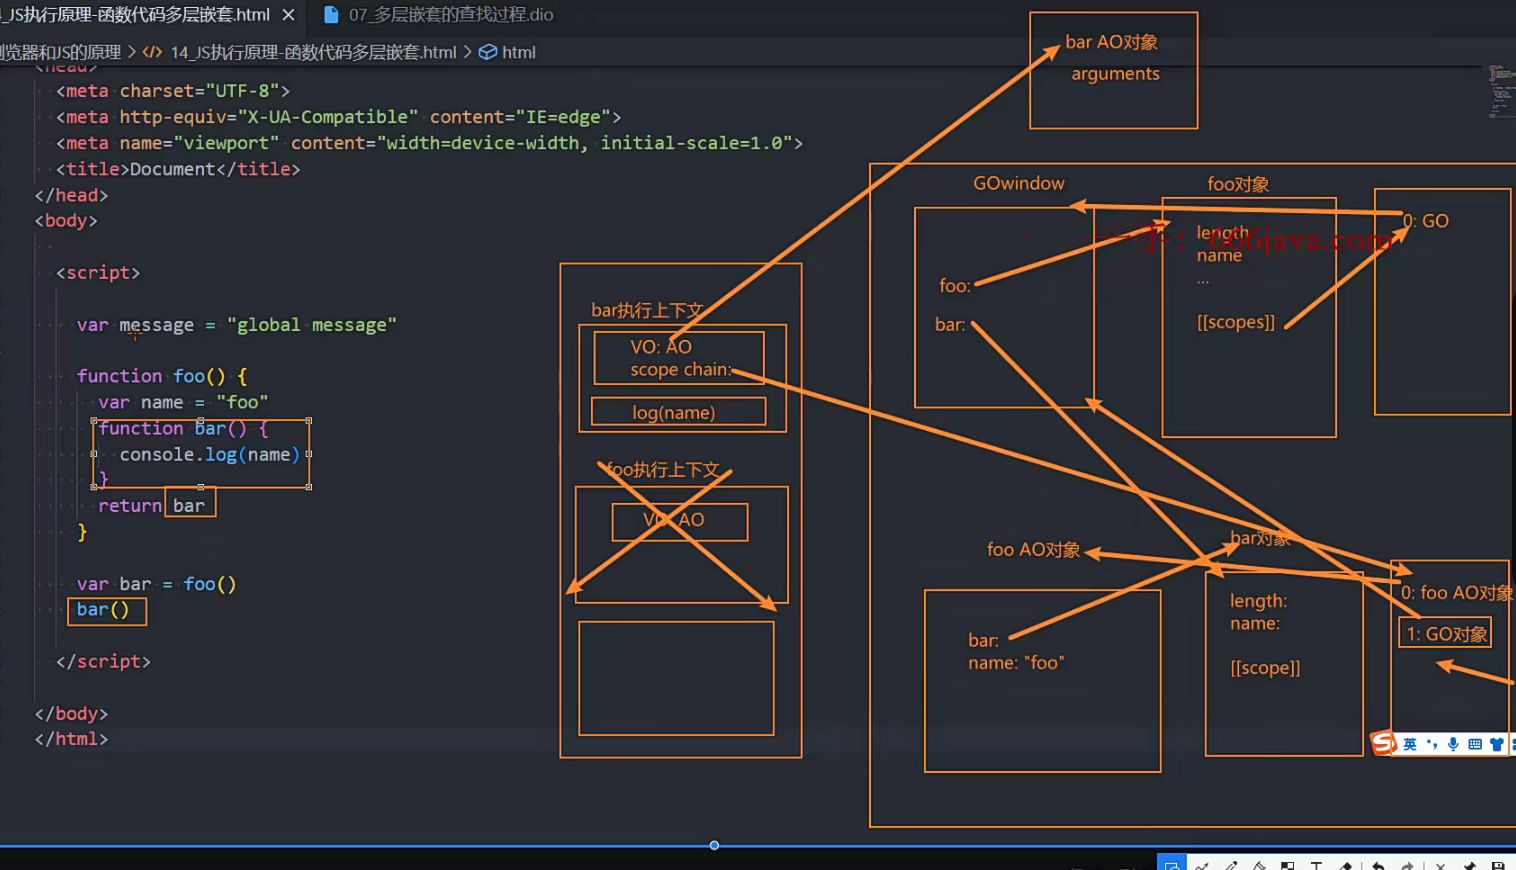 _JS执行原理-函数代码多层嵌套.html
07_多层嵌套的查找过程.dio
浏览器和JS的原理 > 14_JS执行原理-函数代码多层嵌套.html > html
<head>
<meta charset="UTF-8">
<meta http-equiv="X-UA-Compatible" content="IE=edge">
<meta name="viewport" content="width=device-width, initial-scale=1.0">
<title>Document</title>
</head>
<body>
<script>
var message = "global message"
function foo() {
var name = "foo"
function bar() {
console.log(name)
}
return bar
}
var bar = foo()
bar()
</script>
</body>
</html>
bar执行上下文
VO: AO
scope chain:
log(name)
foo执行上下文
VO: AO
bar AO对象
arguments
GOwindow
foo:
bar:
foo对象
length
name
...
[[scopes]]
0: GO
666java.com
foo AO对象
bar:
name: "foo"
bar对象
length:
name:
[[scope]]
0: foo AO对象
1: GO对象
英